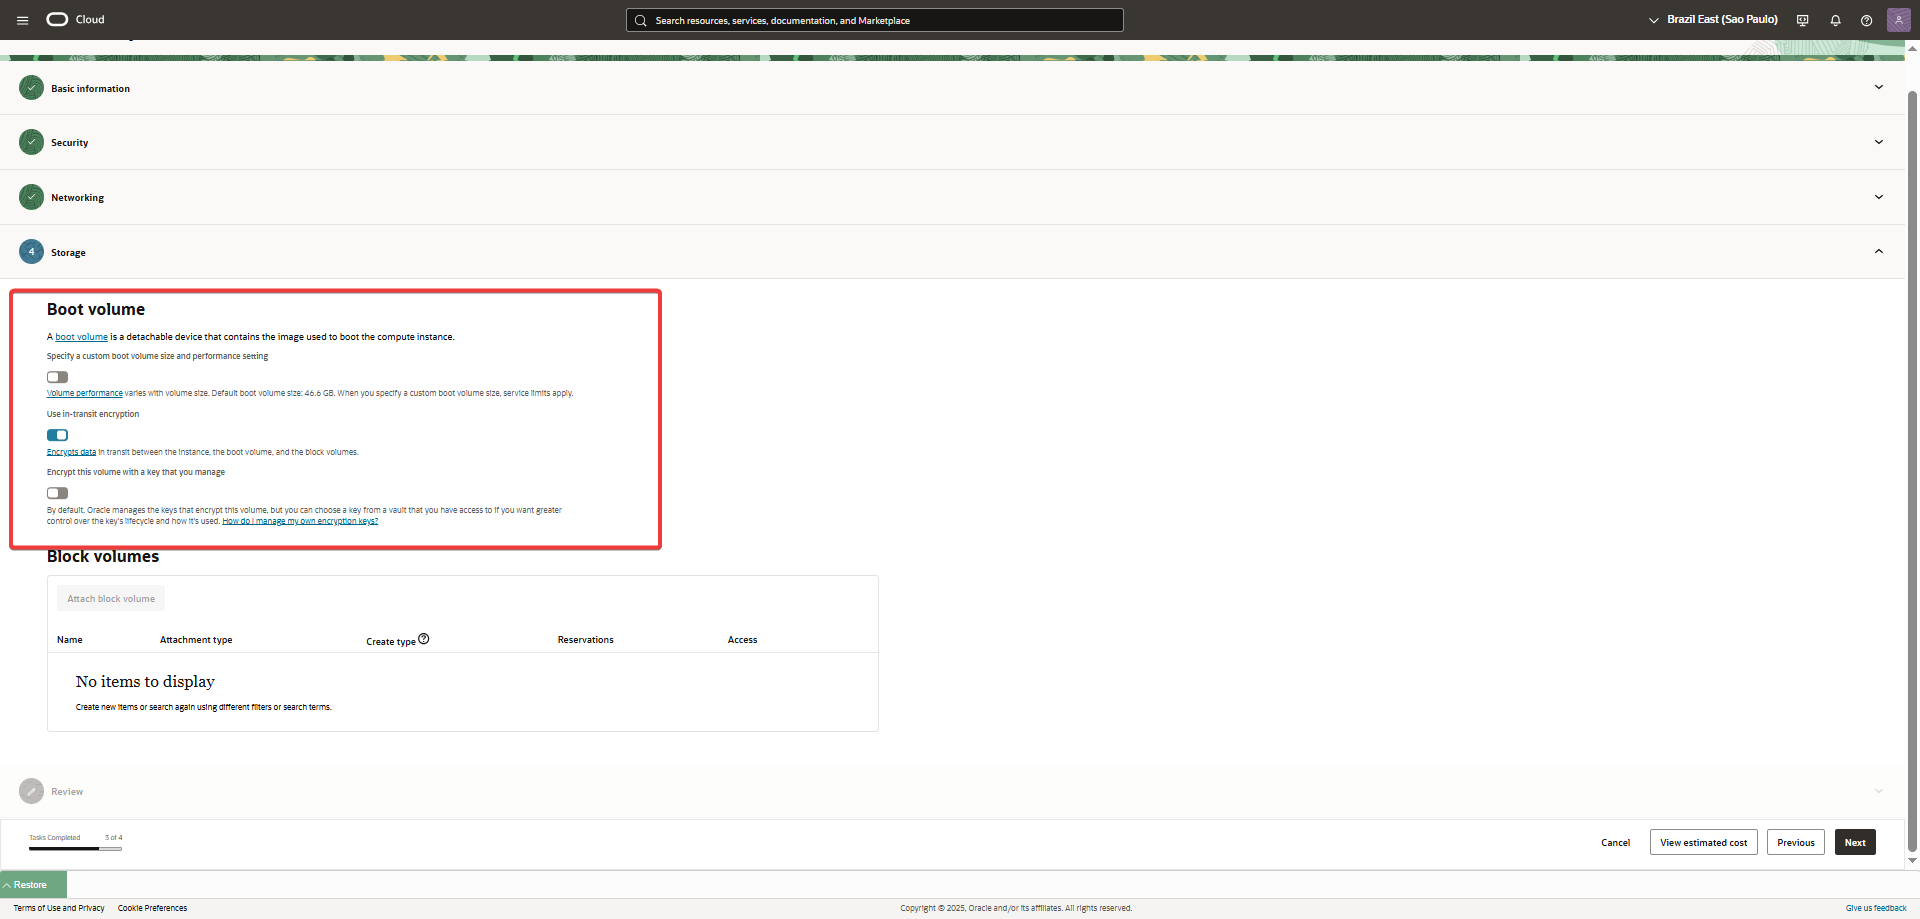 Cloud
Search resources, services, documentation, and Marketplace
Brazil East (Sao Paulo)
Basic information
Security
Networking
4
Storage
Boot volume
A boot volume is a detachable device that contains the image used to boot the compute instance.
Specify a custom boot volume size and performance setting
Volume performance varies with volume size. Default boot volume size: 46.6 GB. When you specify a custom boot volume size, service limits apply.
Use in-transit encryption
Encrypts data in transit between the instance, the boot volume, and the block volumes.
Encrypt this volume with a key that you manage
By default, Oracle manages the keys that encrypt this volume, but you can choose a key from a vault that you have access to if you want greater
control over the key's lifecycle and how it's used. How do I manage my own encryption keys?
Block volumes
Attach block volume
Name Attachment type Create type Reservations Access
No items to display
Create new items or search again using different filters or search terms.
Review
Tasks Completed 3 of 4
Cancel View estimated cost Previous Next
Restore
Terms of Use and Privacy Cookie Preferences Copyright © 2025, Oracle and/or its affiliates. All rights reserved. Give us feedback